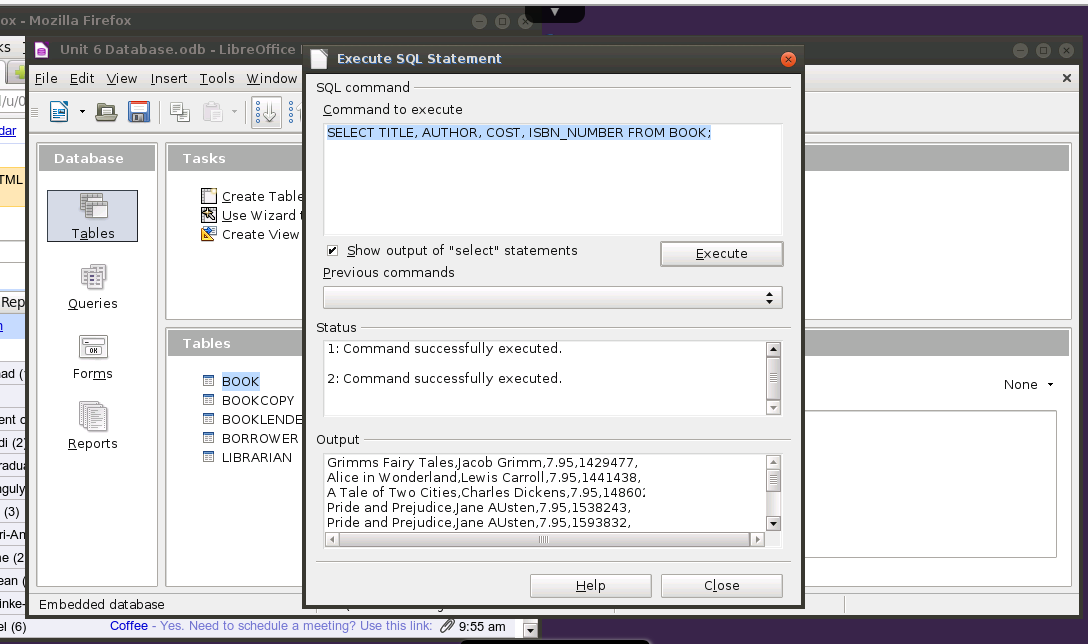 ox - Mozilla Firefox
ks
Unit 6 Database.odb - LibreOffice
Execute SQL Statement
File Edit View Insert Tools Window
/u/0
dar
TML
Rep
ad (
ent c
di (2)
radua
guly
(3)
ri-An
ne (2
ean (
inke-
el (6)
Database
Tables
Queries
Forms
Reports
Tasks
Create Table
Use Wizard t
Create View
Tables
BOOK
BOOKCOPY
BOOKLENDE
BORROWER
LIBRARIAN
None
SQL command
Command to execute
SELECT TITLE, AUTHOR, COST, ISBN_NUMBER FROM BOOK;
Show output of "select" statements
Execute
Previous commands
Status
1: Command successfully executed.
2: Command successfully executed.
Output
Grimms Fairy Tales,Jacob Grimm,7.95,1429477,
Alice in Wonderland,Lewis Carroll,7.95,1441438,
A Tale of Two Cities,Charles Dickens,7.95,148602
Pride and Prejudice,Jane AUsten,7.95,1538243,
Pride and Prejudice,Jane AUsten,7.95,1593832,
Help
Close
Embedded database
Coffee - Yes. Need to schedule a meeting? Use this link:
9:55 am